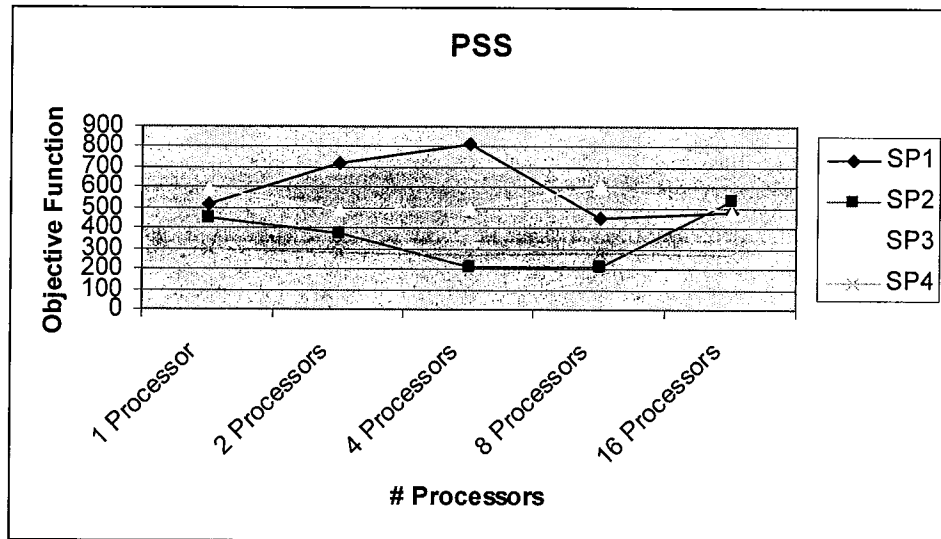 PSS
Objective Function
900
800
700
600
500
400
300
200
100
0
1 Processor
2 Processors
4 Processors
8 Processors
16 Processors
# Processors
SP1
SP2
SP3
SP4